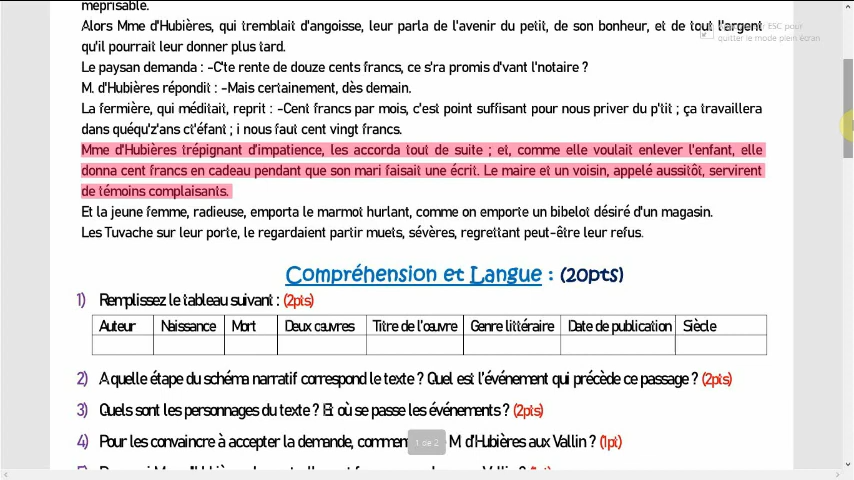 méprisable.
Alors Mme d'Hubières, qui tremblait d'angoisse, leur parla de l'avenir du petit, de son bonheur, et de tout l'argent
qu'il pourrait leur donner plus tard.
Le paysan demanda : -C'te rente de douze cents francs, ce s'ra promis d'vant l'notaire ?
M. d'Hubières répondit : -Mais certainement, dès demain.
La fermière, qui méditait, reprit : -Cent francs par mois, c'est point suffisant pour nous priver du p'tit ; ça travaillera
dans quéqu'z'ans ct'éfant ; i nous faut cent vingt francs.
Mme d'Hubières trépignant d'impatience, les accorda tout de suite ; et, comme elle voulait enlever l'enfant, elle
donna cent francs en cadeau pendant que son mari faisait une écrit. Le maire et un voisin, appelé aussitôt, servirent
de témoins complaisants.
Et la jeune femme, radieuse, emporta le marmot hurlant, comme on emporte un bibelot désiré d'un magasin.
Les Tuvache sur leur porte, le regardaient partir muets, sévères, regrettant peut-être leur refus.
Compréhension et Langue : (20pts)
1) Remplissez le tableau suivant : (2pts)
Auteur Naissance Mort Deux œuvres Titre de l'œuvre Genre littéraire Date de publication Siècle
2) A quelle étape du schéma narratif correspond le texte ? Quel est l'événement qui précède ce passage ? (2pts)
3) Quels sont les personnages du texte ? Et où se passe les événements ? (2pts)
4) Pour les convaincre à accepter la demande, M d'Hubières aux Vallin ? (1pt)
1 de 2
ESC pour
quitter le mode plein écran